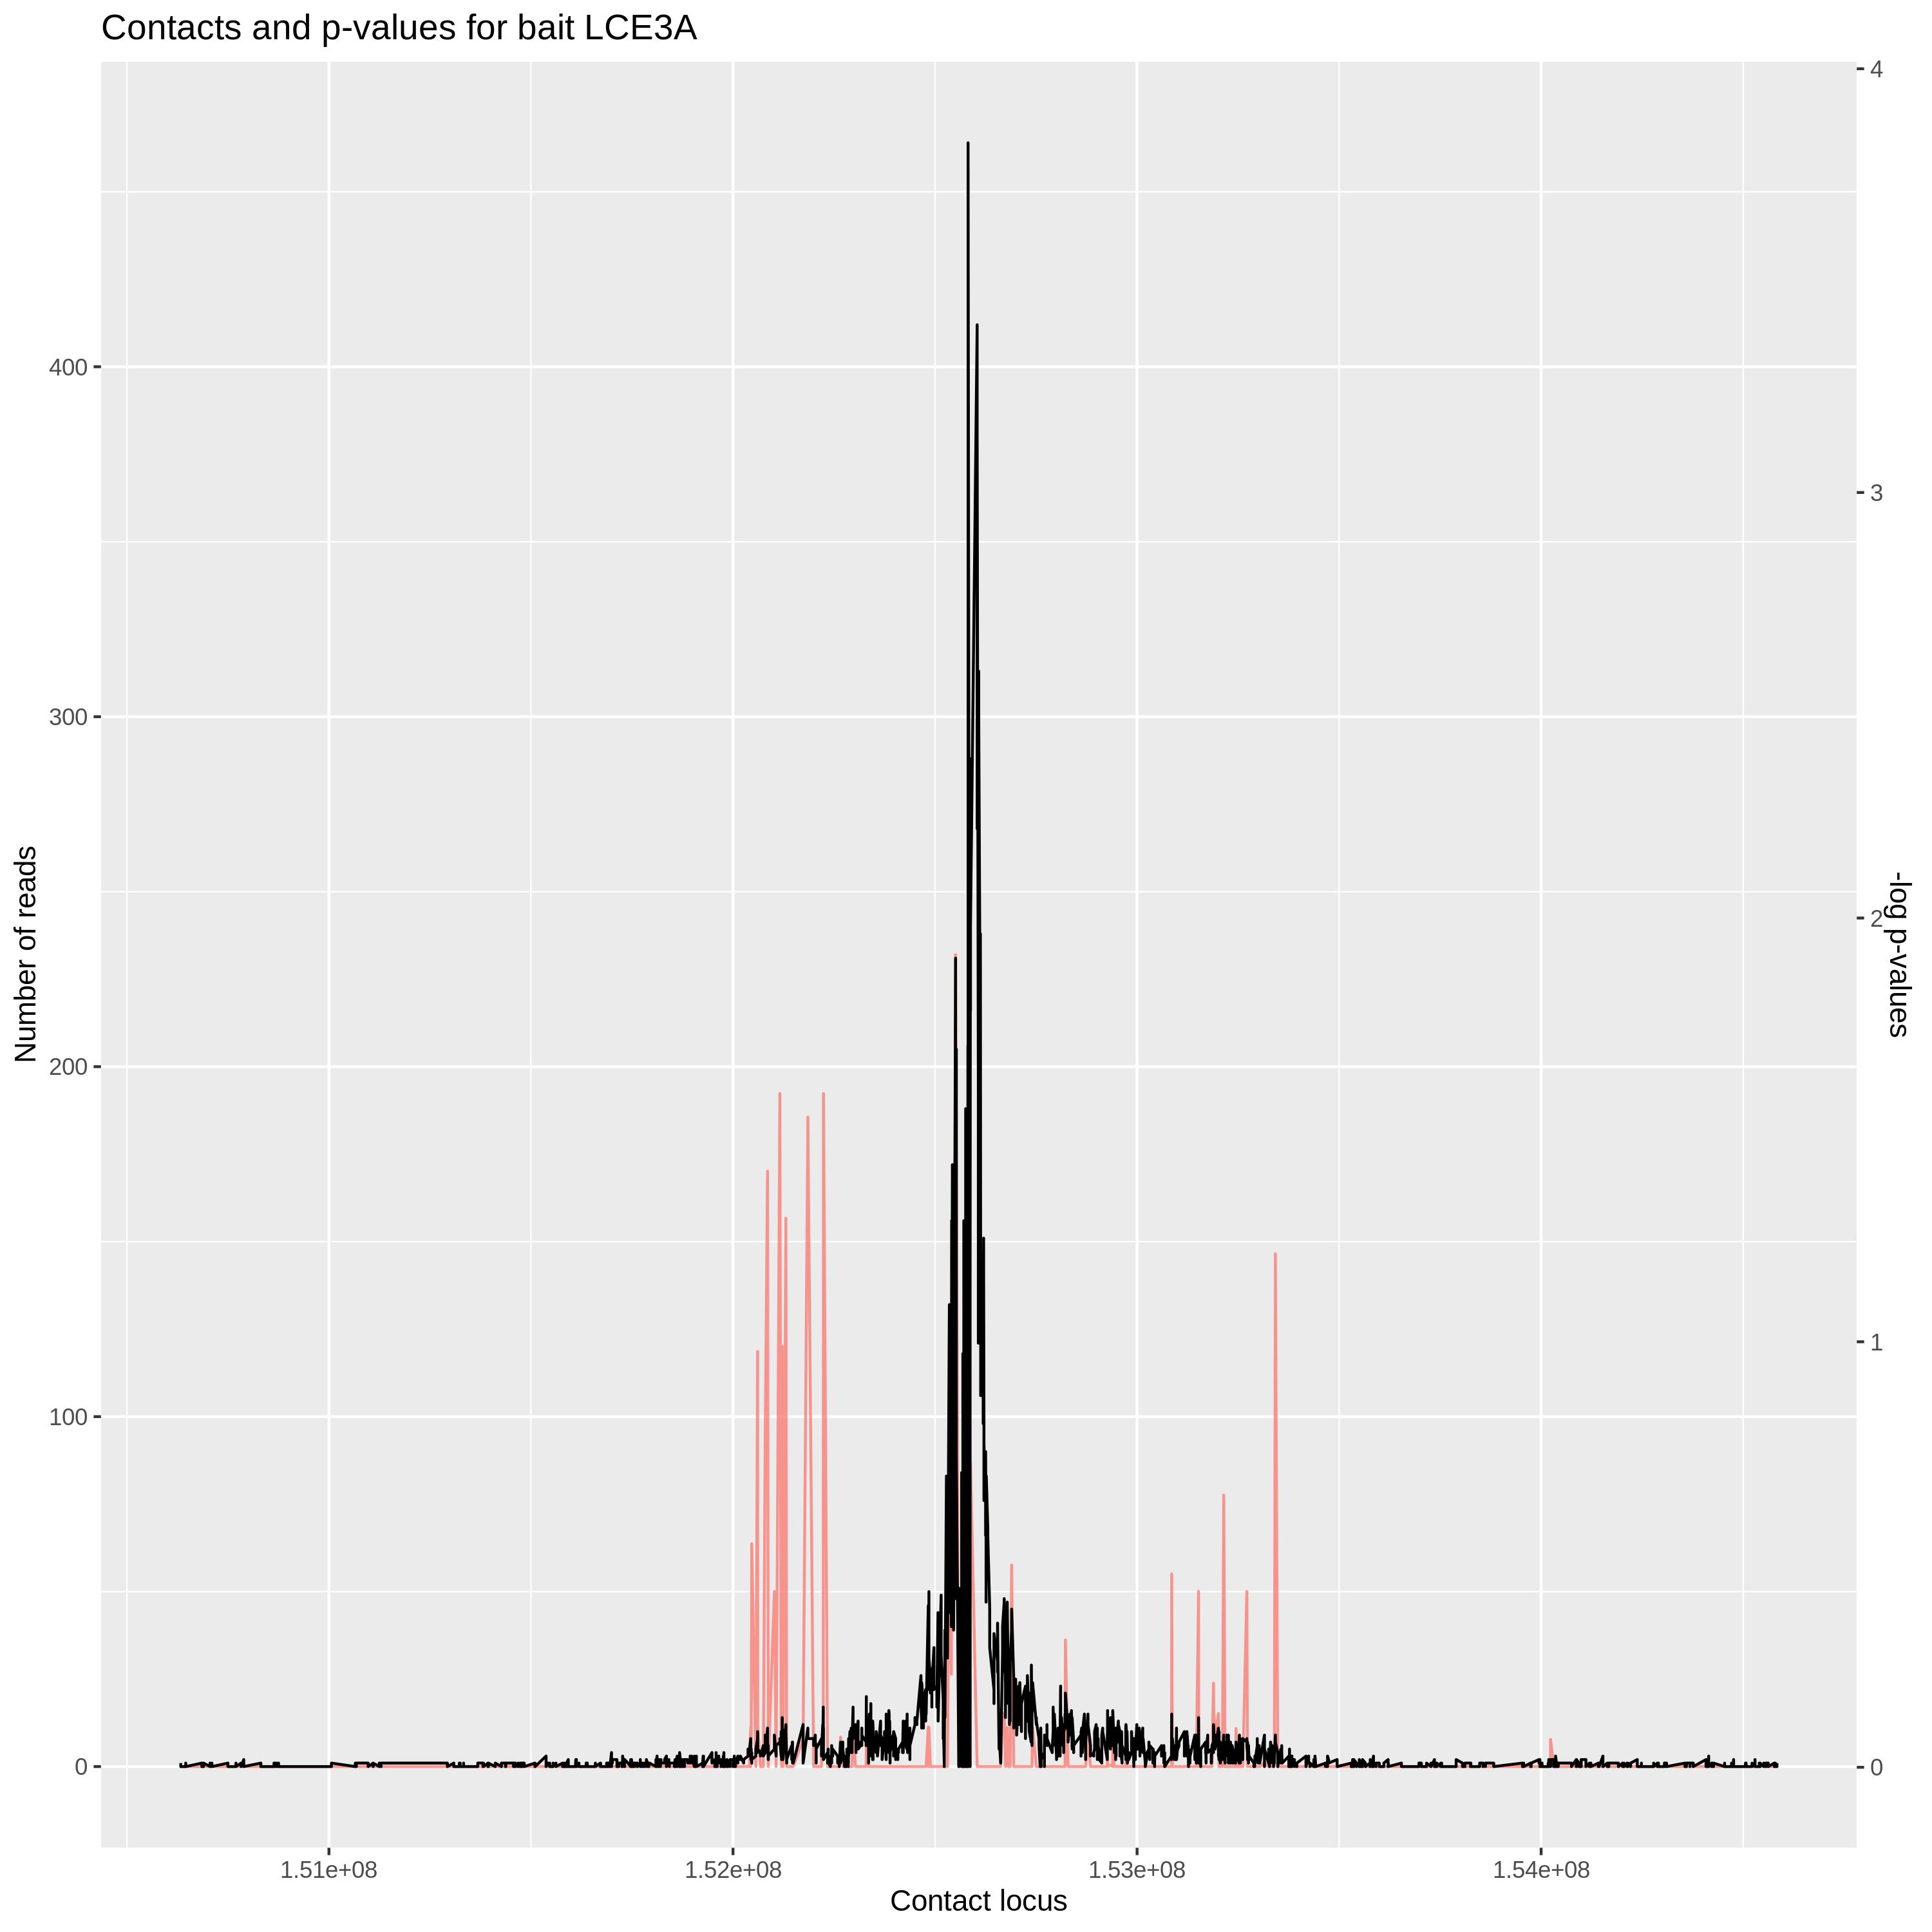 Contacts and p-values for bait LCE3A
Number of reads
400
300
200
100
0
4
3
2
1
0
-log p-values
1.51e+08
1.52e+08
1.53e+08
1.54e+08
Contact locus